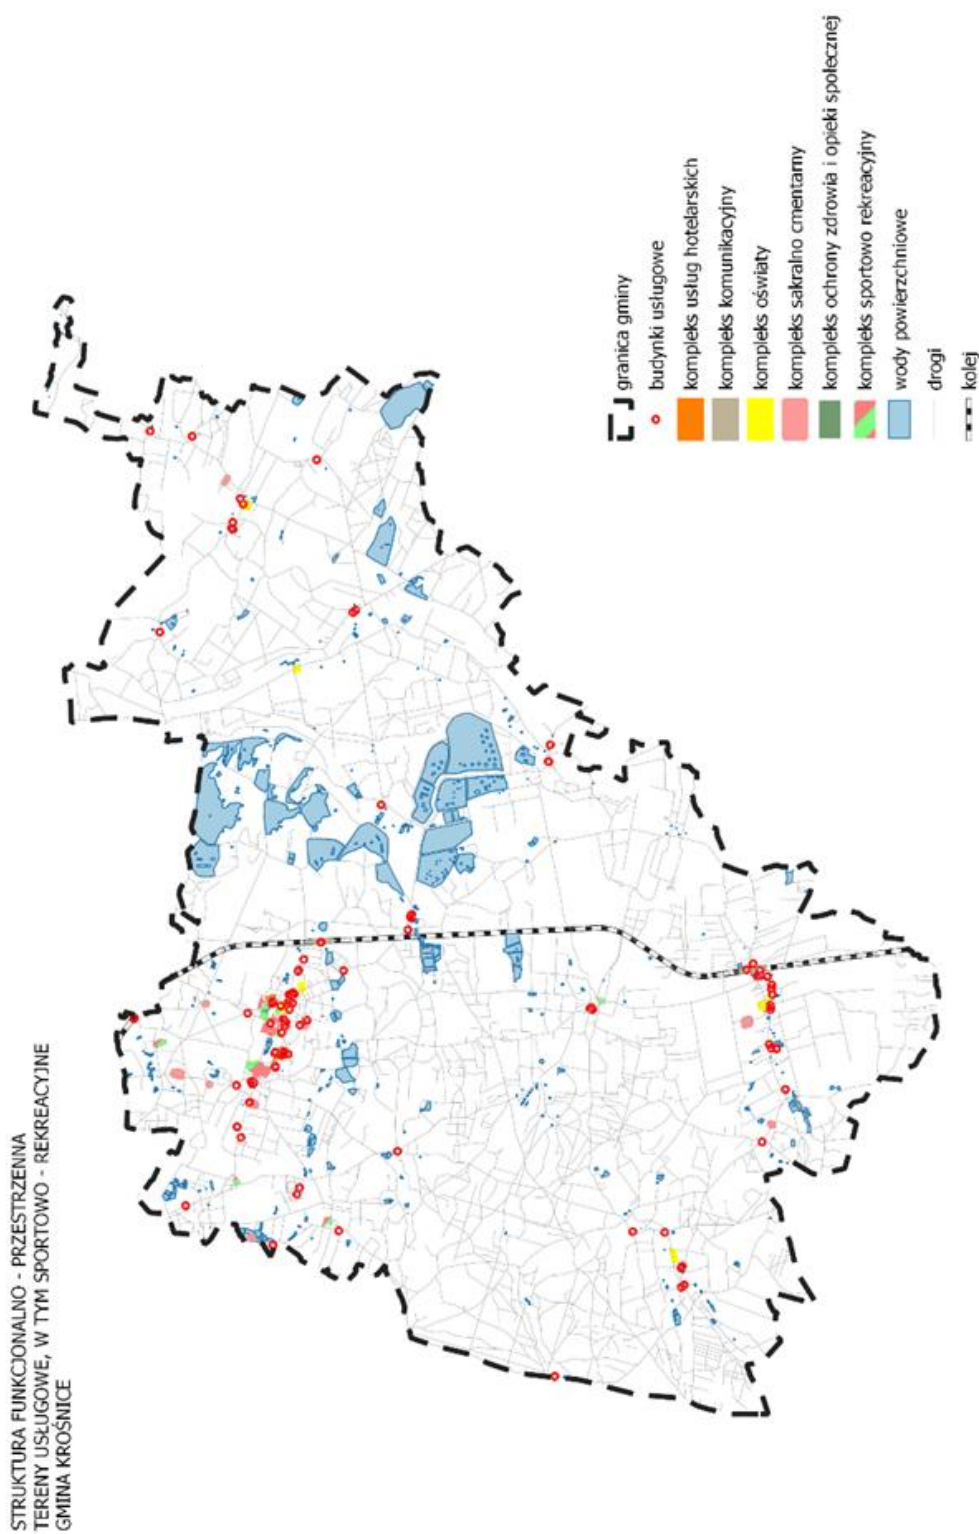 STRUKTURA FUNKCJONALNO - PRZESTRZENNA
TERENY USŁUGOWE, W TYM SPORTOWO - REKREACYJNE
GMINA KROŚNICE
granica gminy
budynki usługowe
kompleks usług hotelarskich
kompleks komunikacyjny
kompleks oświaty
kompleks sakralno cmentarny
kompleks ochrony zdrowia i opieki społecznej
kompleks sportowo rekreacyjny
wody powierzchniowe
drogi
kolej